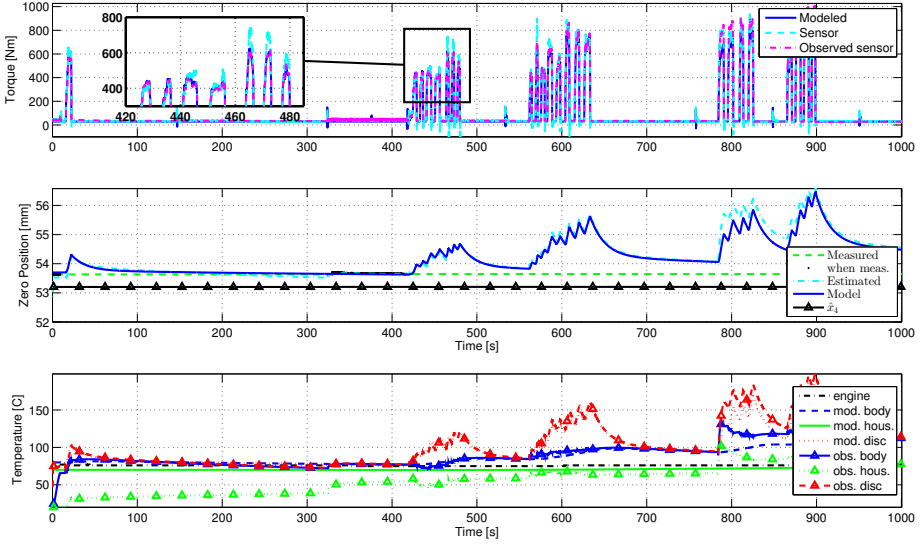 Torque [Nm]
1000
800
600
400
200
0
800
600
400
420
440
460
480
Modeled
Sensor
Observed sensor
0 100 200 300 400 500 600 700 800 900 1000
Zero Position [mm]
56
55
54
53
52
Measured
when meas.
Estimated
Model
x̂₄
0 100 200 300 400 500 600 700 800 900 1000
Time [s]
Temperature [C]
150
100
50
engine
mod. body
mod. hous.
mod. disc
obs. body
obs. hous.
obs. disc
0 100 200 300 400 500 600 700 800 900 1000
Time [s]